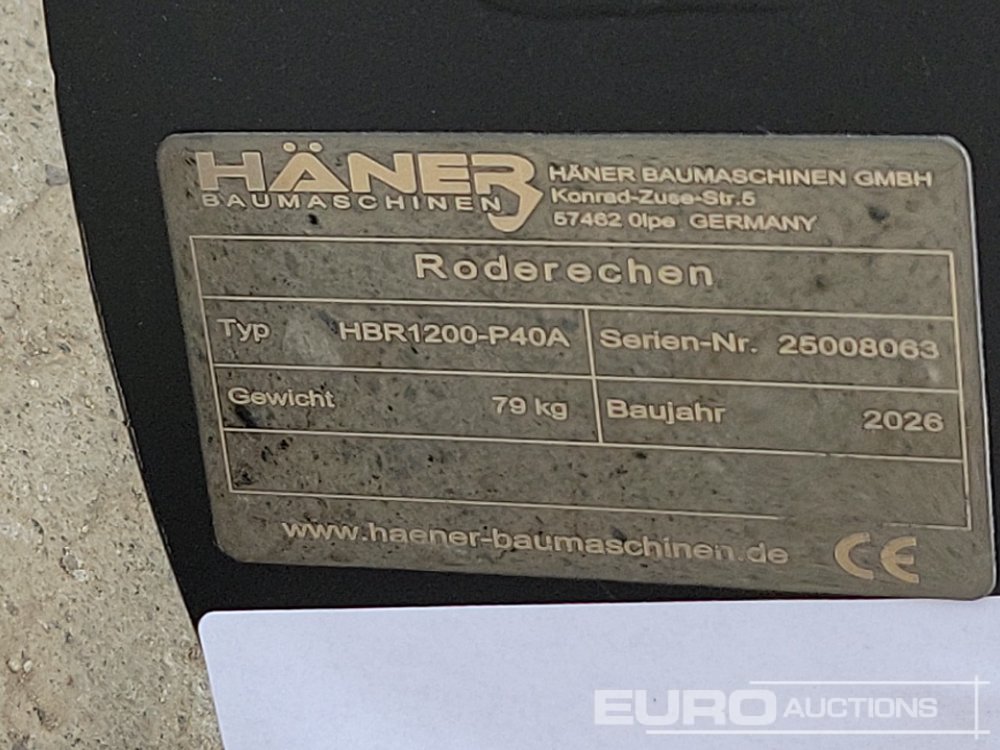 HÄNER
BAUMASCHINEN
HÄNER BAUMASCHINEN GMBH
Konrad-Zuse-Str.5
57462 Olpe GERMANY
Roderechen
Typ HBR1200-P40A Serien-Nr. 25008063
Gewicht 79 kg Baujahr 2026
www.haener-baumaschinen.de CE
EURO AUCTIONS